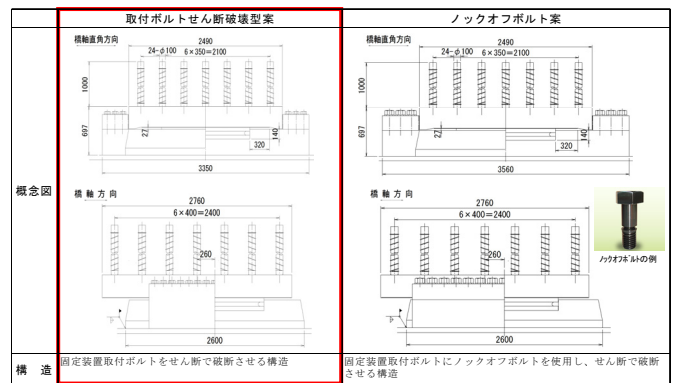 取付ボルトせん断破壊型案
ノックオフボルト案
概念図
橋軸直角方向
2490
24-φ100
6×350=2100
1000
697
27
140
320
3350
橋軸方向
2760
6×400=2400
260
2600
橋軸直角方向
2490
24-φ100
6×350=2100
1000
697
27
140
320
3560
橋軸方向
2760
6×400=2400
260
2600
ノックオフボルトの例
構 造
固定装置取付ボルトをせん断で破断させる構造
固定装置取付ボルトにノックオフボルトを使用し、せん断で破断
させる構造